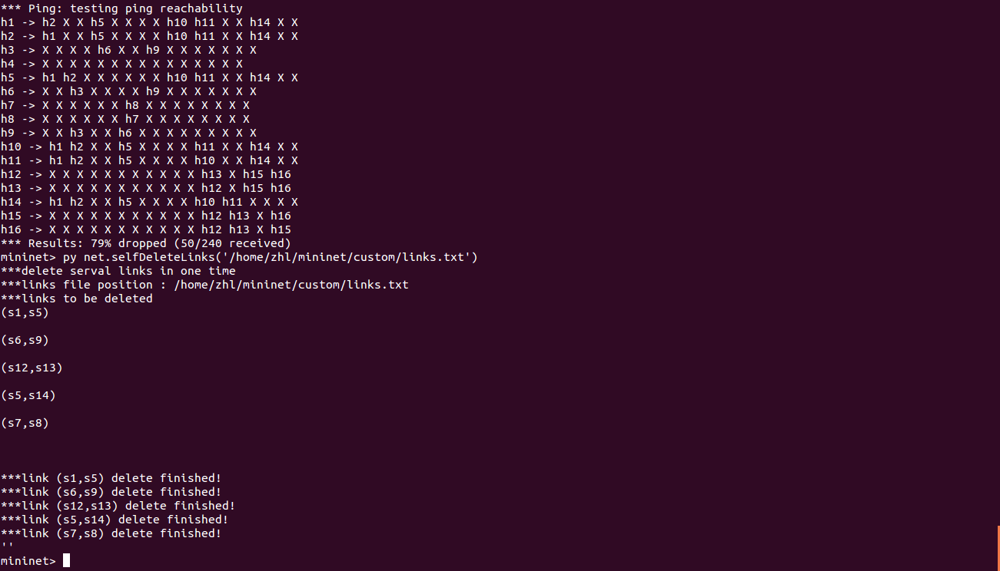 *** Ping: testing ping reachability
h1 -> h2 X X h5 X X X X h10 h11 X X h14 X X
h2 -> h1 X X h5 X X X X h10 h11 X X h14 X X
h3 -> X X X X h6 X X h9 X X X X X X X
h4 -> X X X X X X X X X X X X X X X
h5 -> h1 h2 X X X X X X h10 h11 X X h14 X X
h6 -> X X h3 X X X X h9 X X X X X X X
h7 -> X X X X X X h8 X X X X X X X X
h8 -> X X X X X X h7 X X X X X X X X
h9 -> X X h3 X X h6 X X X X X X X X X
h10 -> h1 h2 X X h5 X X X X h11 X X h14 X X
h11 -> h1 h2 X X h5 X X X X h10 X X h14 X X
h12 -> X X X X X X X X X X X h13 X h15 h16
h13 -> X X X X X X X X X X X h12 X h15 h16
h14 -> h1 h2 X X h5 X X X X h10 h11 X X X X
h15 -> X X X X X X X X X X X h12 h13 X h16
h16 -> X X X X X X X X X X X h12 h13 X h15
*** Results: 79% dropped (50/240 received)
mininet> py net.selfDeleteLinks('/home/zhl/mininet/custom/links.txt')
***delete serval links in one time
***links file position : /home/zhl/mininet/custom/links.txt
***links to be deleted
(s1,s5)
(s6,s9)
(s12,s13)
(s5,s14)
(s7,s8)
***link (s1,s5) delete finished!
***link (s6,s9) delete finished!
***link (s12,s13) delete finished!
***link (s5,s14) delete finished!
***link (s7,s8) delete finished!
''
mininet>